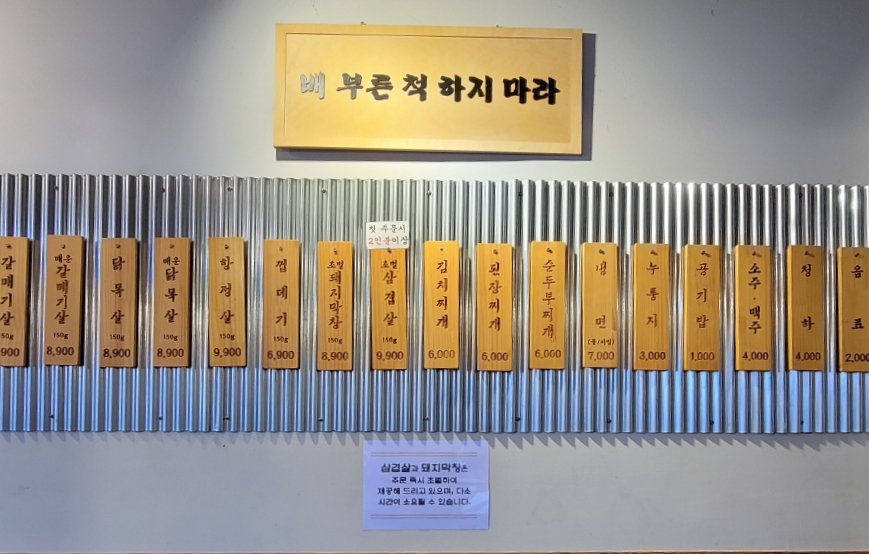 배 부른 척 하지 마라
갈매기살
900
매운
갈매기살
150g
8,900
닭목살
150g
8,900
매운
닭목살
150g
8,900
항정살
150g
9,900
껍데기
150g
6,900
초벌
돼지막창
150g
8,900
첫 주문시
2인분이상
초벌
삼겹살
150g
9,900
김치찌개
6,000
된장찌개
6,000
순두부찌개
6,000
냉면
(물/비빔)
7,000
누룽지
3,000
공기밥
1,000
소주·맥주
4,000
청하
4,000
음료
2,000
삼겹살과 돼지막창은
주문 즉시 초벌하여
제공해 드리고 있으며, 다소
시간이 소요될 수 있습니다.